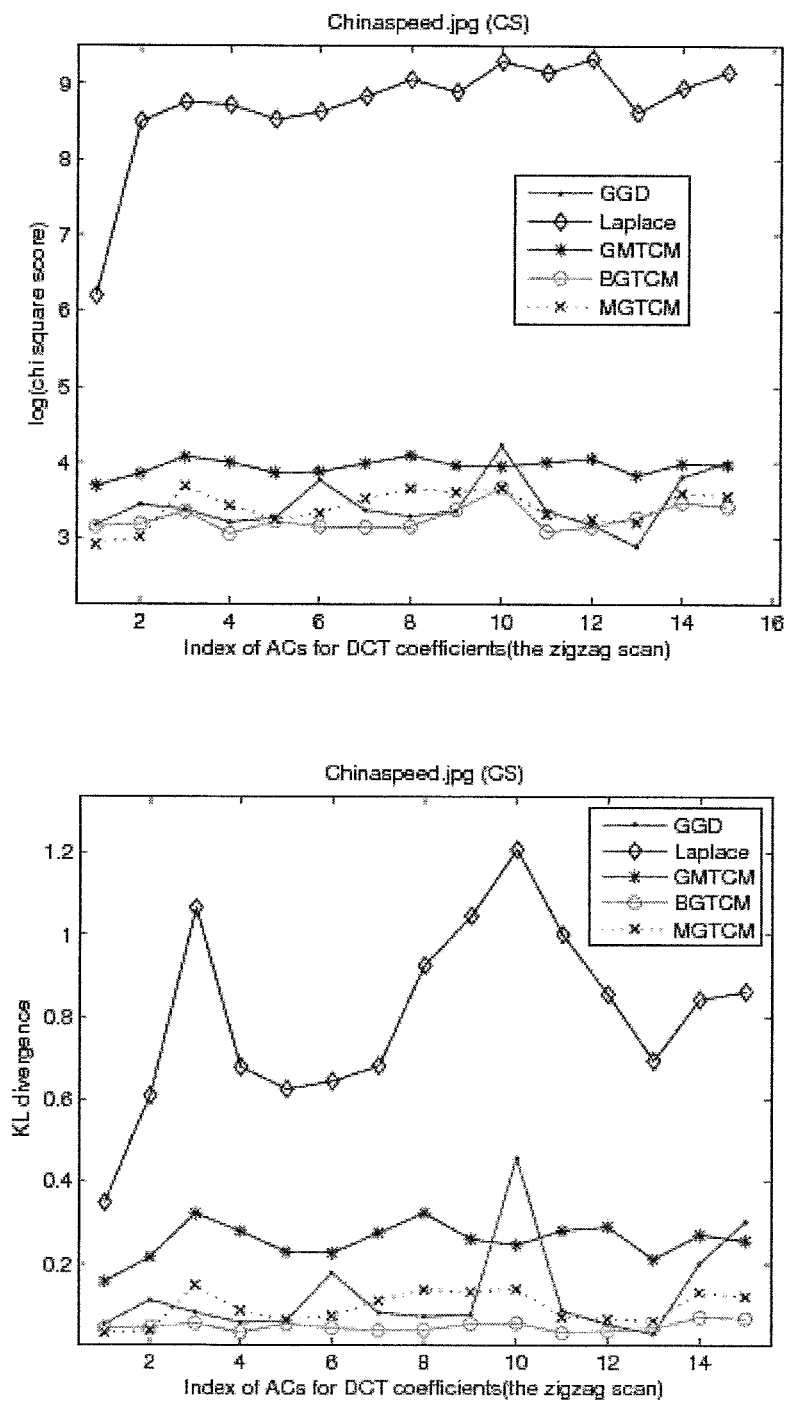 Chinaspeed.jpg (CS)
9
8
7
6
5
4
3
log(chi square score)
GGD
Laplace
GMTCM
BGTCM
MGTCM
2 4 6 8 10 12 14 16
Index of ACs for DCT coefficients(the zigzag scan)
Chinaspeed.jpg (CS)
1.2
1
0.8
0.6
0.4
0.2
KL divergence
GGD
Laplace
GMTCM
BGTCM
MGTCM
2 4 6 8 10 12 14
Index of ACs for DCT coefficients(the zigzag scan)